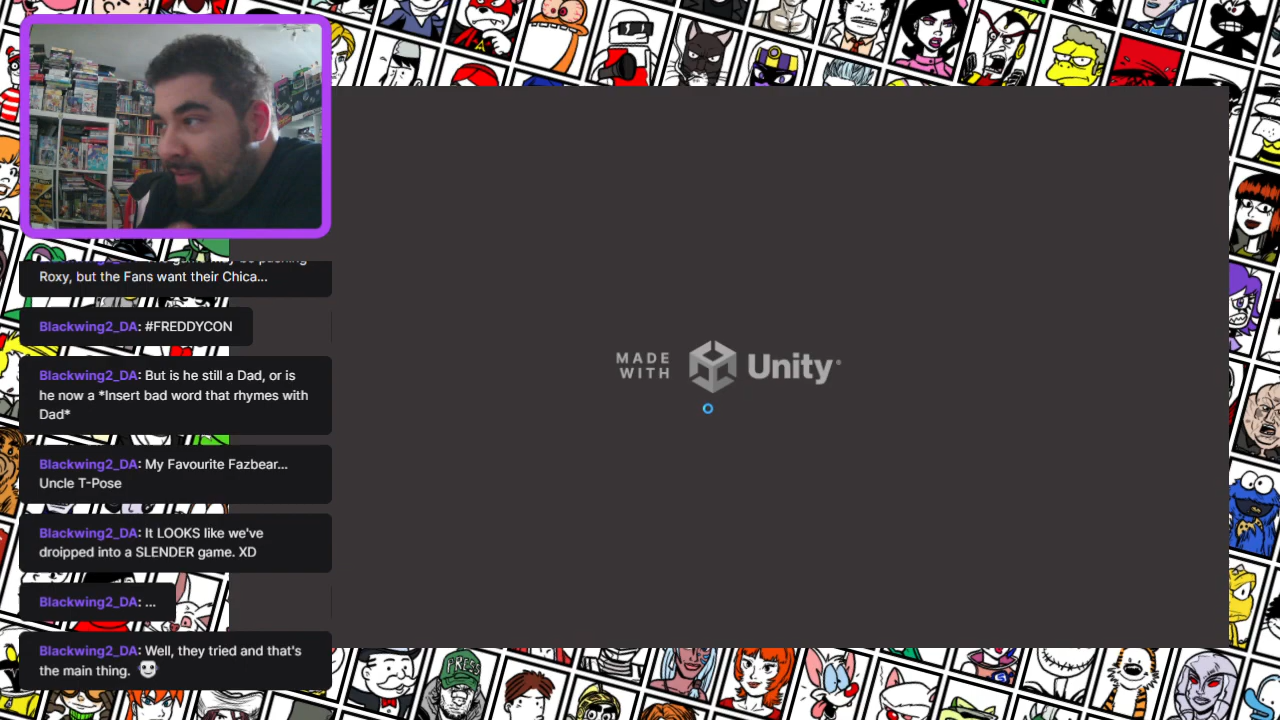 Roxy, but the Fans want their Chica...
Blackwing2_DA: #FREDDYCON
Blackwing2_DA: But is he still a Dad, or is
he now a *Insert bad word that rhymes with
Dad*
Blackwing2_DA: My Favourite Fazbear...
Uncle T-Pose
Blackwing2_DA: It LOOKS like we've
droipped into a SLENDER game. XD
Blackwing2_DA: ...
Blackwing2_DA: Well, they tried and that's
the main thing.
MADE
WITH
Unity
PRESS